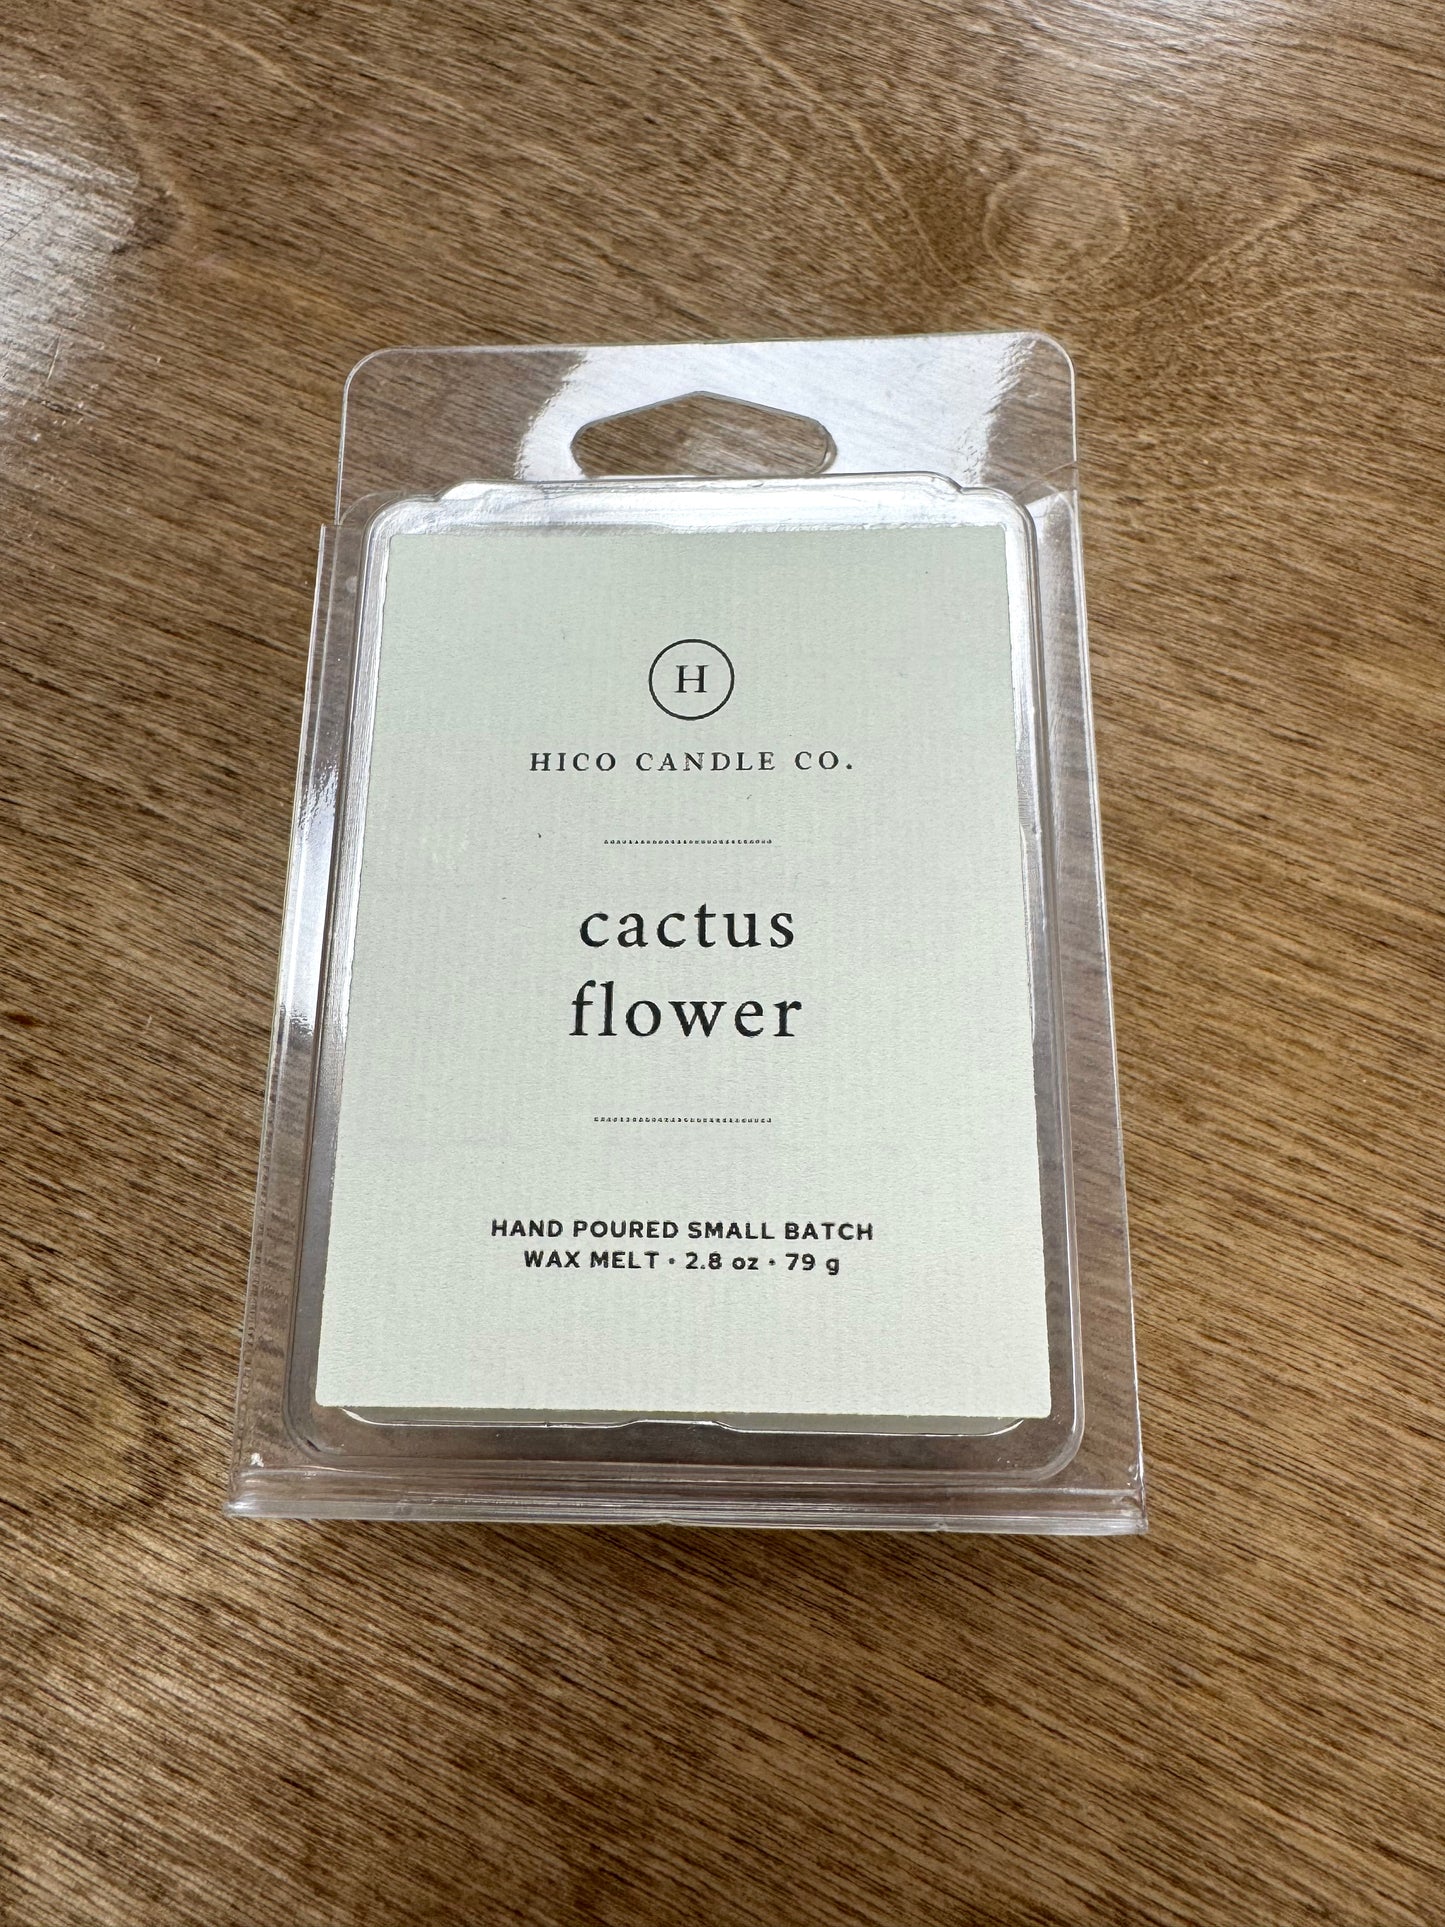 H
HICO CANDLE CO.
cactus
flower
HAND POURED SMALL BATCH
WAX MELT • 2.8 oz • 79 g